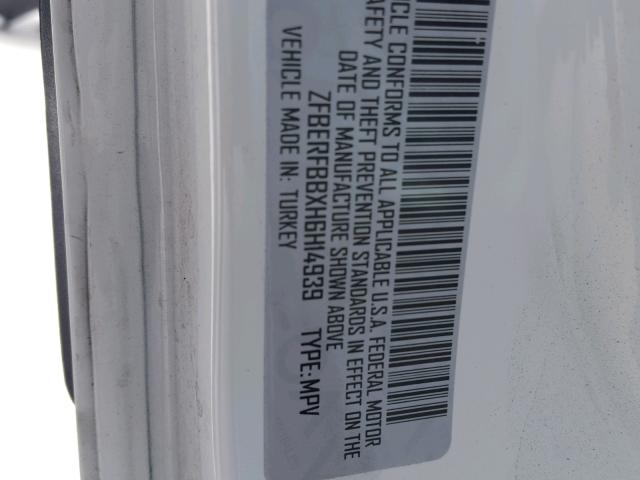 ICLE CONFORMS TO ALL APPLICABLE U.S.A. FEDERAL MOTOR
AFETY AND THEFT PREVENTION STANDARDS IN EFFECT ON THE
DATE OF MANUFACTURE SHOWN ABOVE
ZFBERFBBXH6H14939 TYPE:MPV
VEHICLE MADE IN: TURKEY